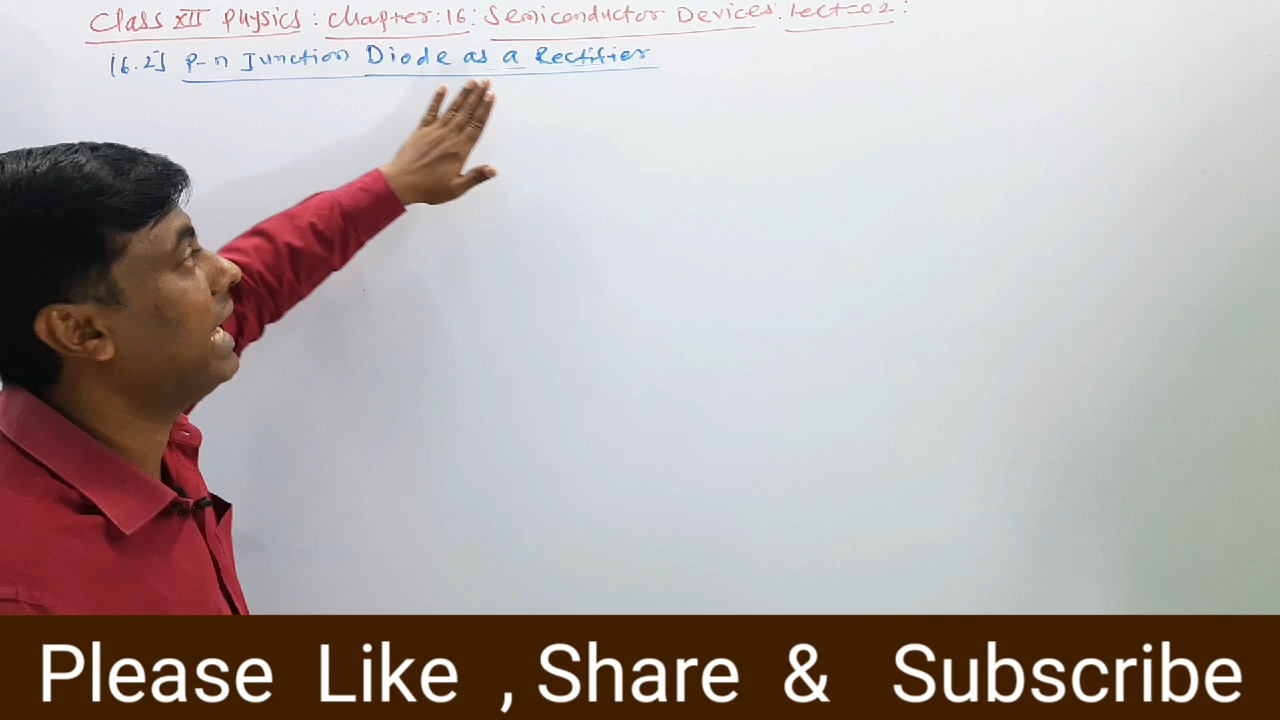 Class XII Physics : Chapter : 16 : Semiconductor Devices. Lect=02 :
16.2] P-n Junction Diode as a Rectifier
Please Like , Share & Subscribe